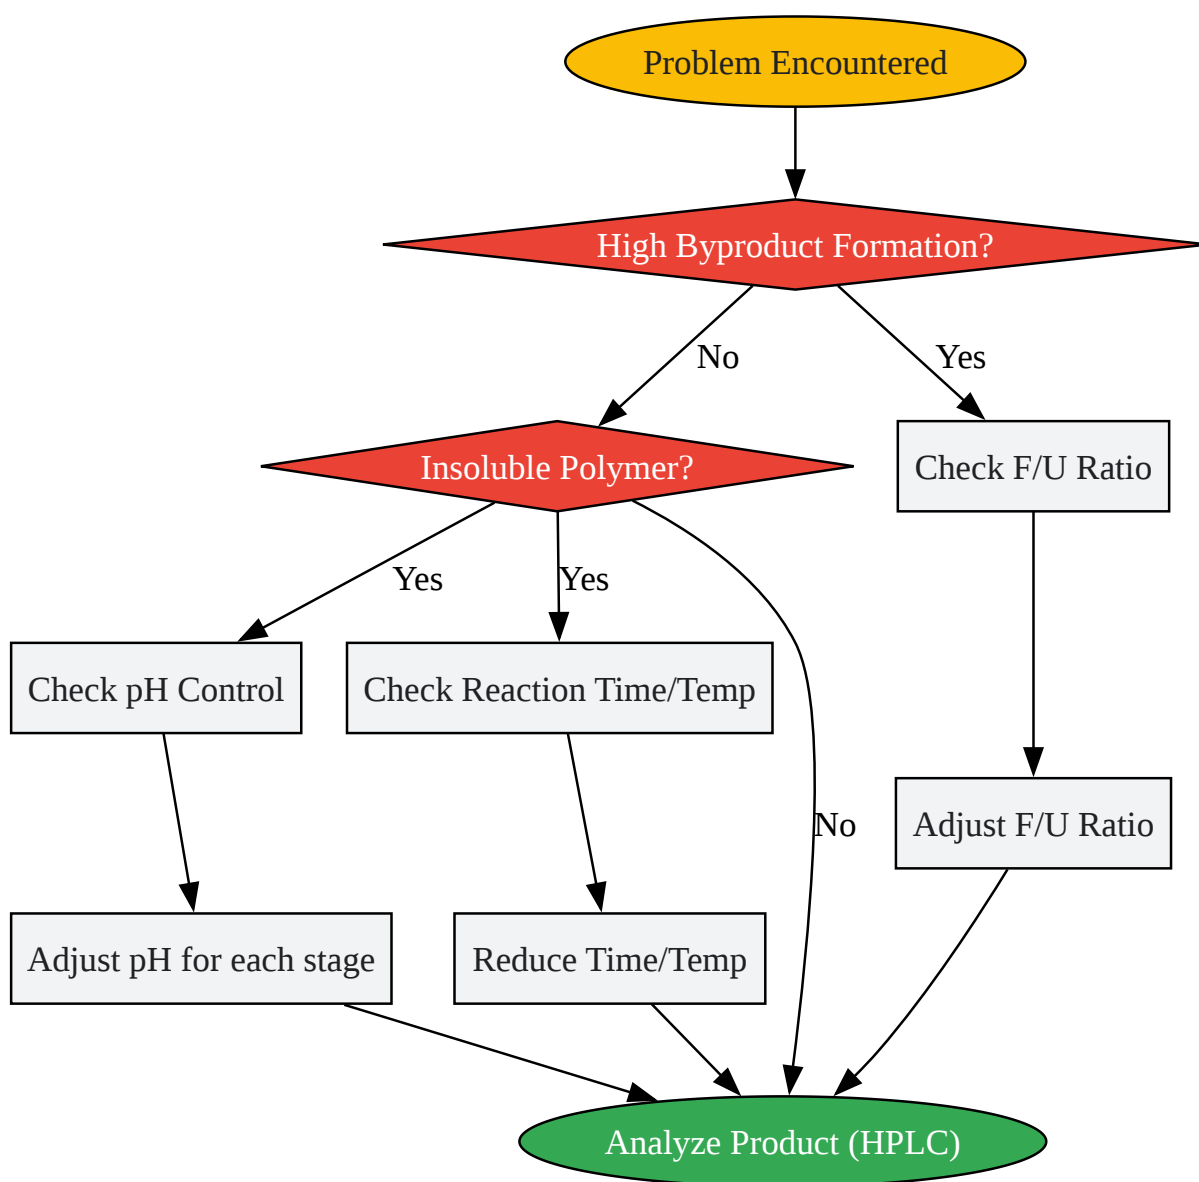 Problem Encountered
High Byproduct Formation?
No
Yes
Insoluble Polymer?
Check F/U Ratio
Yes
Yes
Check pH Control
Check Reaction Time/Temp
No
Adjust F/U Ratio
Adjust pH for each stage
Reduce Time/Temp
Analyze Product (HPLC)